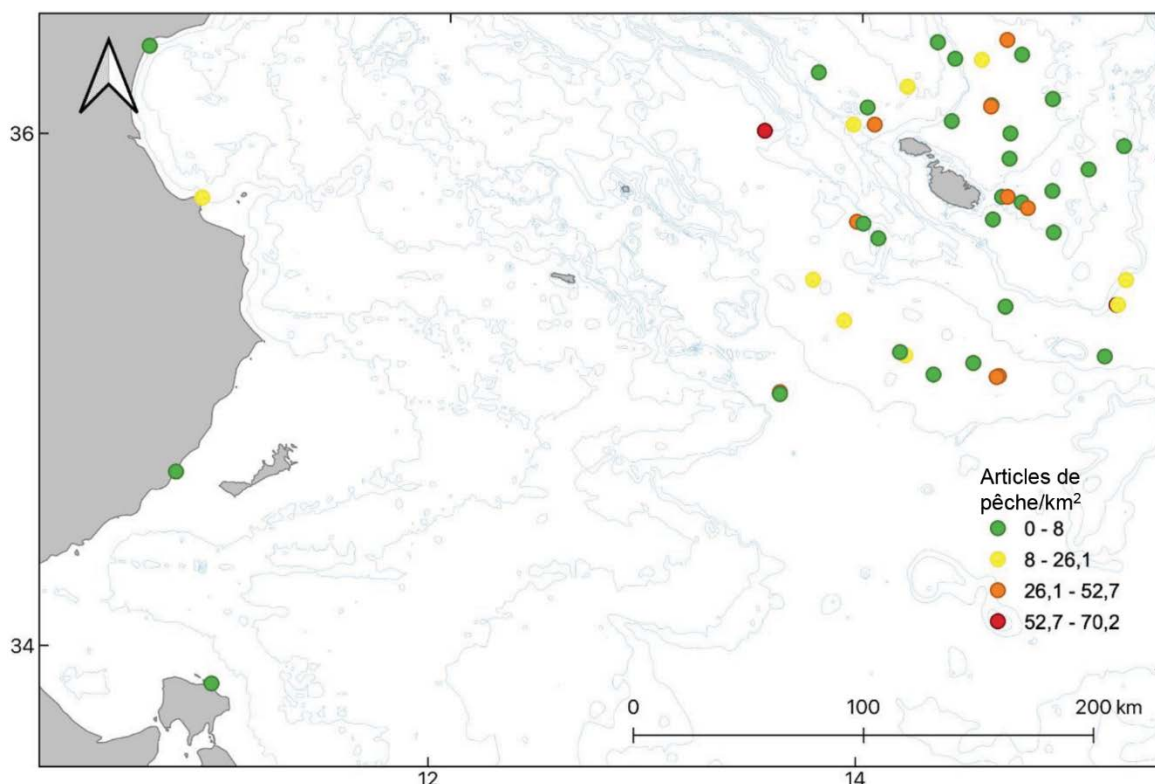 36
34
12
14
Articles de
pêche/km²
0 - 8
8 - 26,1
26,1 - 52,7
52,7 - 70,2
0 100 200 km